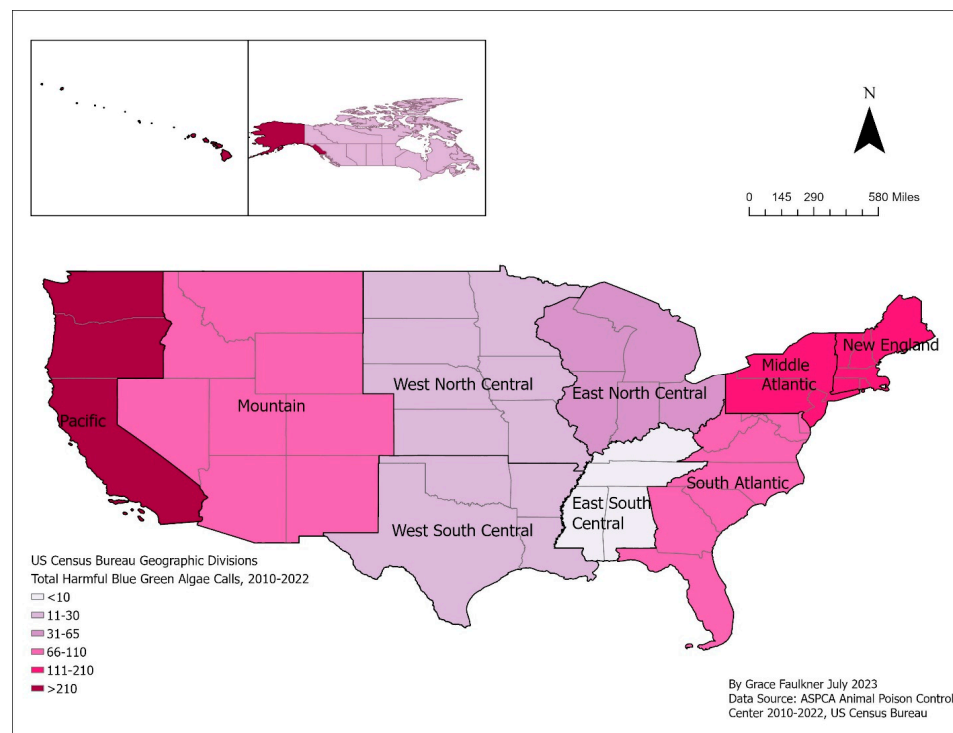 N
0 145 290 580 Miles
New England
Middle
Atlantic
West North Central
East North Central
Mountain
Pacific
South Atlantic
East South
Central
West South Central
US Census Bureau Geographic Divisions
Total Harmful Blue Green Algae Calls, 2010-2022
<10
11-30
31-65
66-110
111-210
>210
By Grace Faulkner July 2023
Data Source: ASPCA Animal Poison Control
Center 2010-2022, US Census Bureau